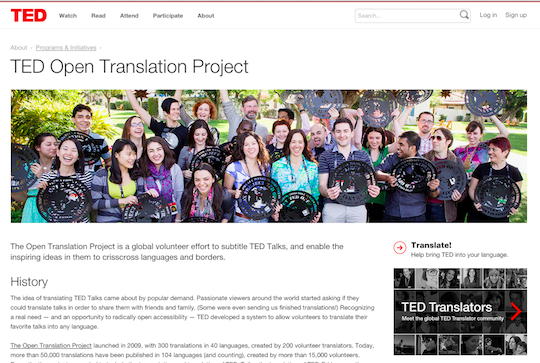 TED Watch Read Attend Participate About Search... Log in Sign up
About › Programs & Initiatives ›
TED Open Translation Project
The Open Translation Project is a global volunteer effort to subtitle TED Talks, and enable the
inspiring ideas in them to crisscross languages and borders.
Translate!
Help bring TED into your language.
History
The idea of translating TED Talks came about by popular demand. Passionate viewers around the world started asking if they
could translate talks in order to share them with friends and family. (Some were even sending us finished translations!) Recognizing
a real need — and an opportunity to radically open accessibility — TED developed a system to allow volunteers to translate their
favorite talks into any language.
The Open Translation Project launched in 2009, with 300 translations in 40 languages, created by 200 volunteer translators. Today,
more than 50,000 translations have been published in 104 languages (and counting), created by more than 15,000 volunteers.
TED Translators
Meet the global TED Translator community